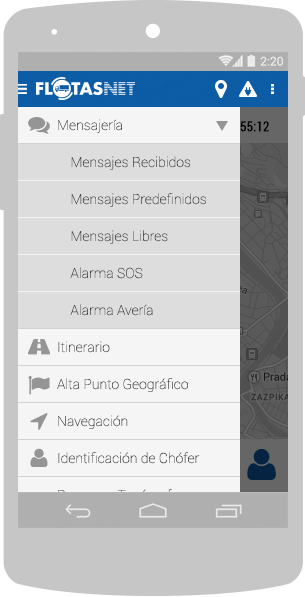 2:20
FLOTASNET
Mensajería
55:12
Mensajes Recibidos
Mensajes Predefinidos
Mensajes Libres
Alarma SOS
Alarma Avería
Itinerario
Alta Punto Geográfico
Prada
ZAZPIKA
Navegación
Identificación de Chófer